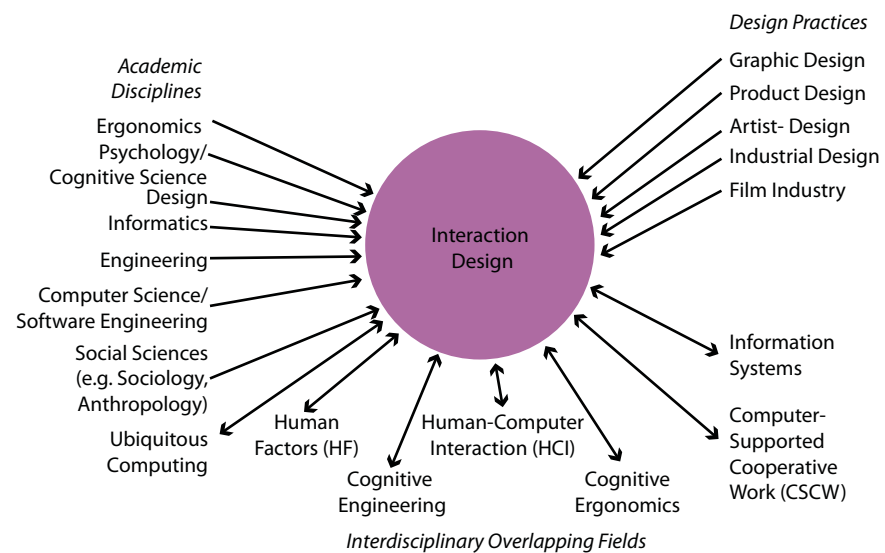 Academic
Disciplines
Ergonomics
Psychology/
Cognitive Science
Design
Informatics
Engineering
Computer Science/
Software Engineering
Social Sciences
(e.g. Sociology,
Anthropology)
Ubiquitous
Computing
Interaction
Design
Design Practices
Graphic Design
Product Design
Artist- Design
Industrial Design
Film Industry
Information
Systems
Computer-
Supported
Cooperative
Work (CSCW)
Human
Factors (HF)
Cognitive
Engineering
Human-Computer
Interaction (HCI)
Cognitive
Ergonomics
Interdisciplinary Overlapping Fields